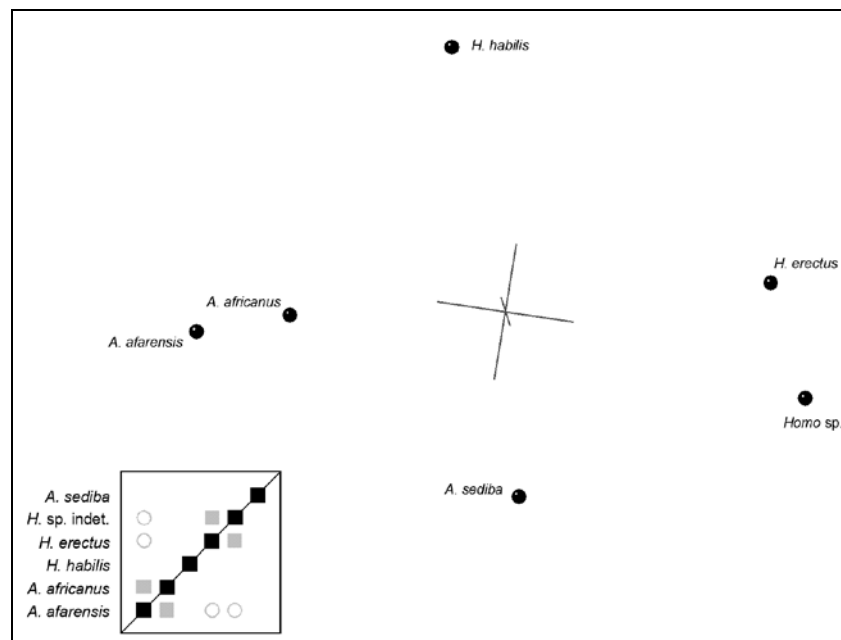 H. habilis
H. erectus
A. africanus
A. afarensis
Homo sp.
A. sediba
A. sediba
H. sp. indet.
H. erectus
H. habilis
A. africanus
A. afarensis